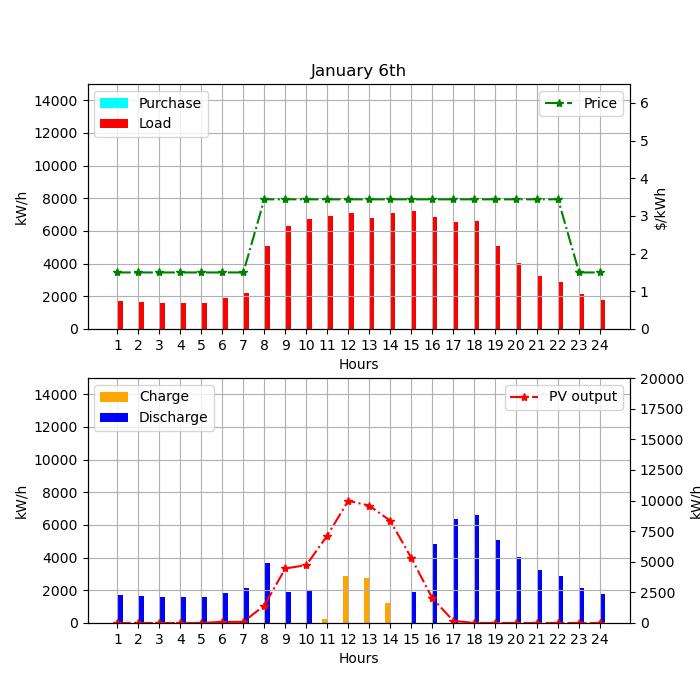 January 6th
Purchase
Load
Price
14000
12000
10000
8000
6000
4000
2000
0
kW/h
6
5
4
3
2
1
0
$/kWh
1 2 3 4 5 6 7 8 9 10 11 12 13 14 15 16 17 18 19 20 21 22 23 24
Hours
Charge
Discharge
PV output
14000
12000
10000
8000
6000
4000
2000
0
kW/h
20000
17500
15000
12500
10000
7500
5000
2500
0
kW/h
1 2 3 4 5 6 7 8 9 10 11 12 13 14 15 16 17 18 19 20 21 22 23 24
Hours